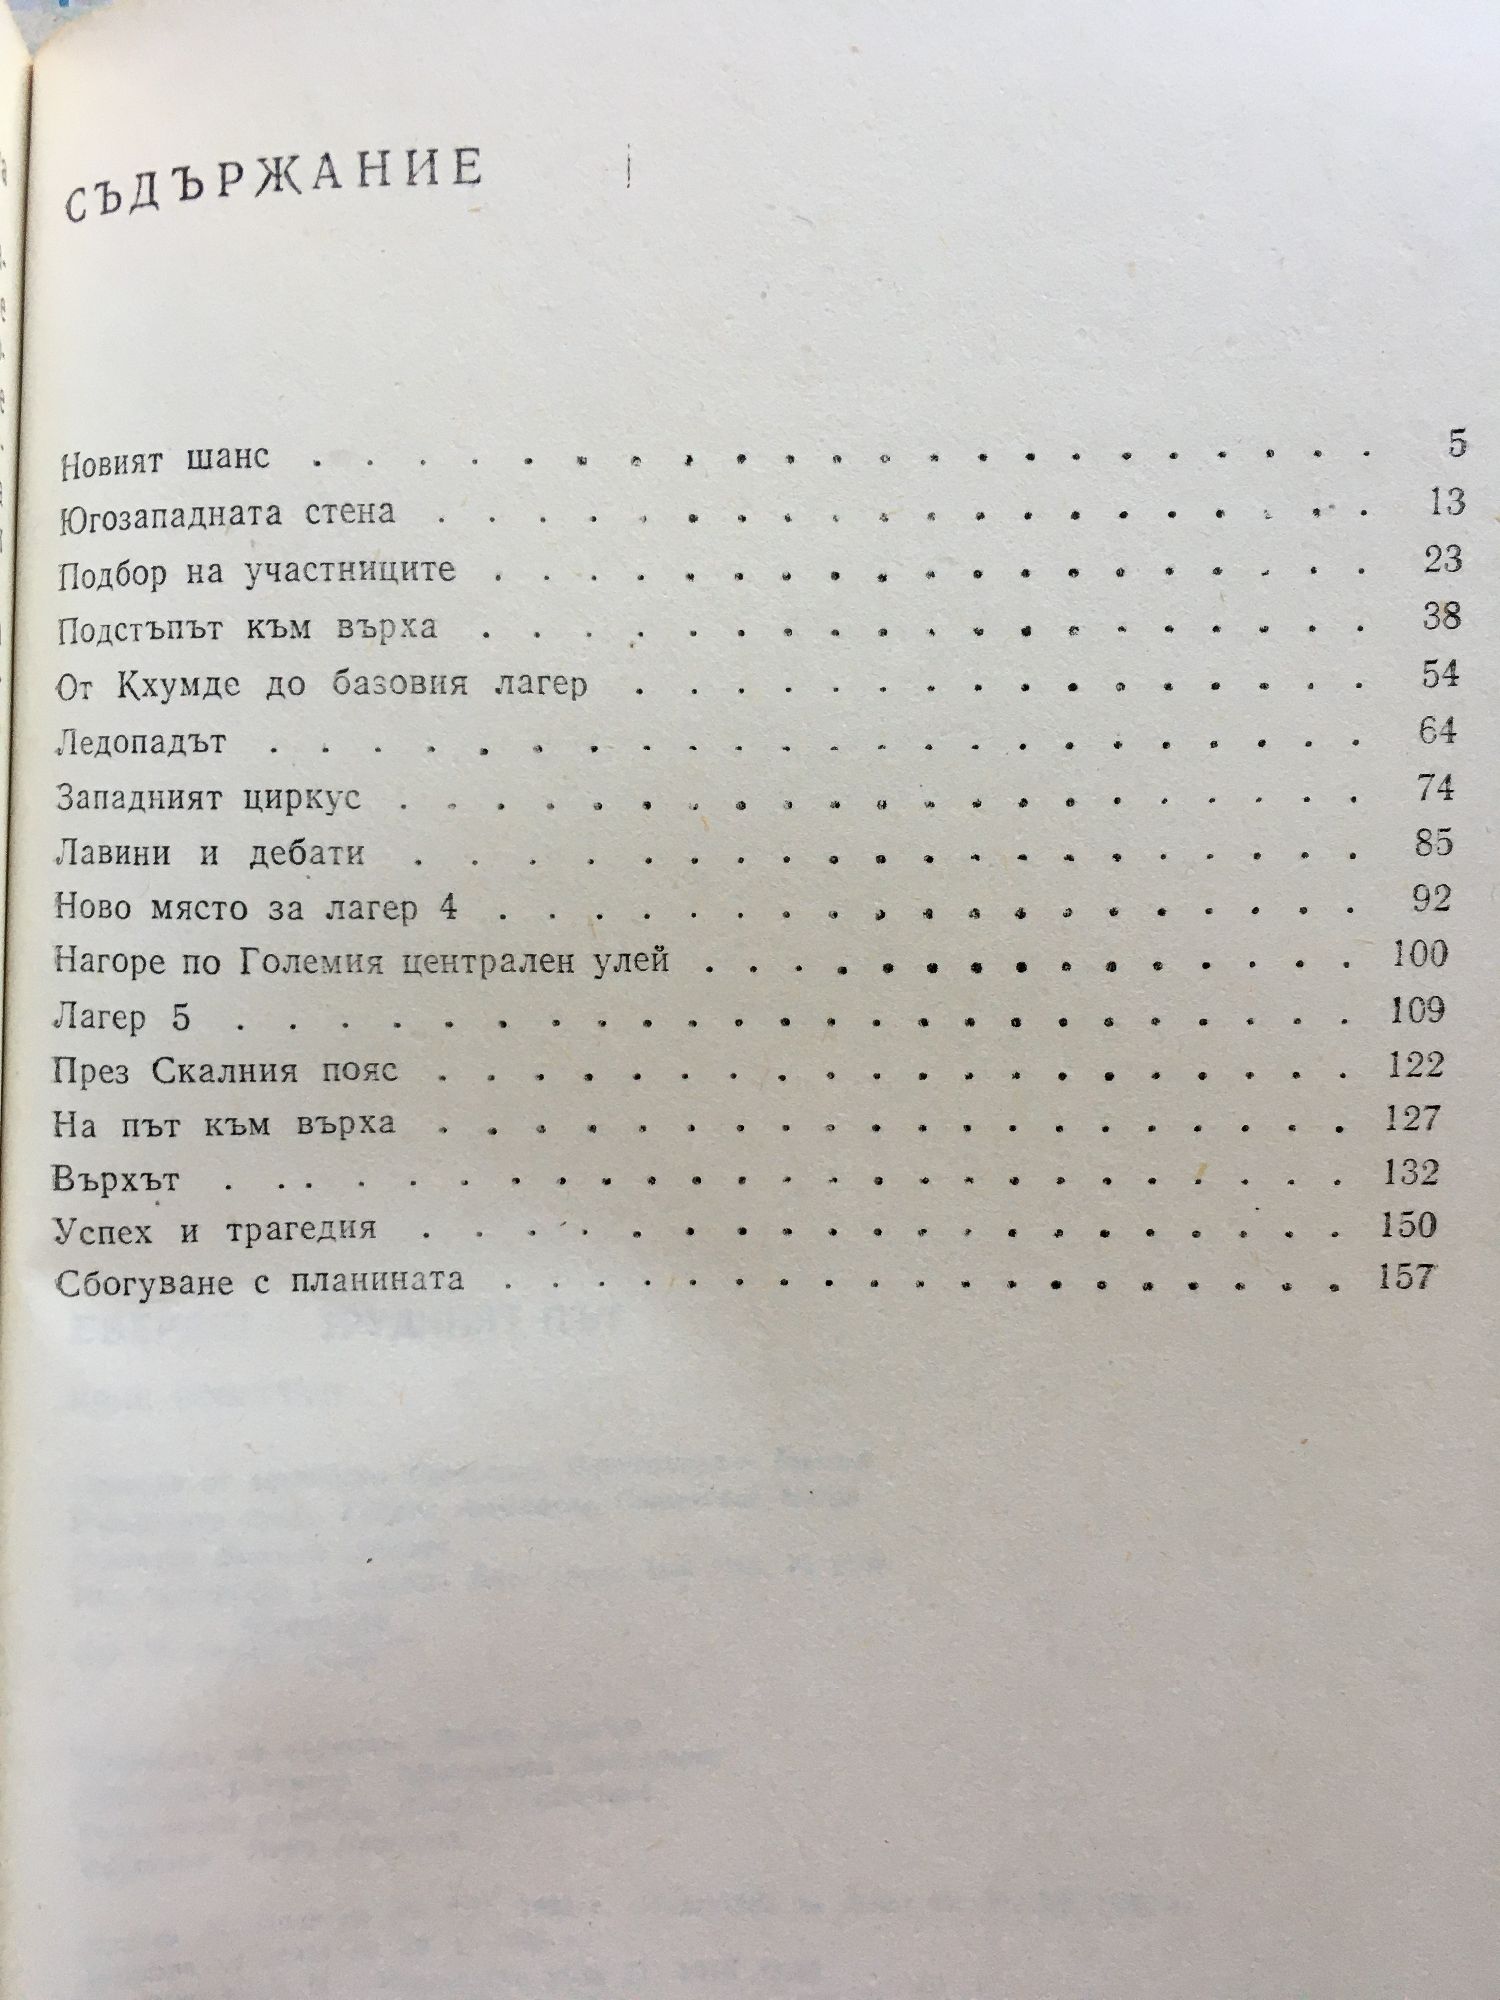 СЪДЪРЖАНИЕ
Новият шанс . . . . . . . . . . . . . . . . . . . . . . 5
Югозападната стена . . . . . . . . . . . . . . . . . . . . 13
Подбор на участниците . . . . . . . . . . . . . . . . . . . 23
Подстъпът към върха . . . . . . . . . . . . . . . . . . . 38
От Кхумде до базовия лагер . . . . . . . . . . . . . . . . 54
Ледопадът . . . . . . . . . . . . . . . . . . . . . . . 64
Западният циркус . . . . . . . . . . . . . . . . . . . . 74
Лавини и дебати . . . . . . . . . . . . . . . . . . . . 85
Ново място за лагер 4 . . . . . . . . . . . . . . . . . . 92
Нагоре по Големия централен улей . . . . . . . . . . . . . . 100
Лагер 5 . . . . . . . . . . . . . . . . . . . . . . . . 109
През Скалния пояс . . . . . . . . . . . . . . . . . . . . 122
На път към върха . . . . . . . . . . . . . . . . . . . . 127
Върхът . . . . . . . . . . . . . . . . . . . . . . . . 132
Успех и трагедия . . . . . . . . . . . . . . . . . . . . 150
Сбогуване с планината . . . . . . . . . . . . . . . . . . . 157